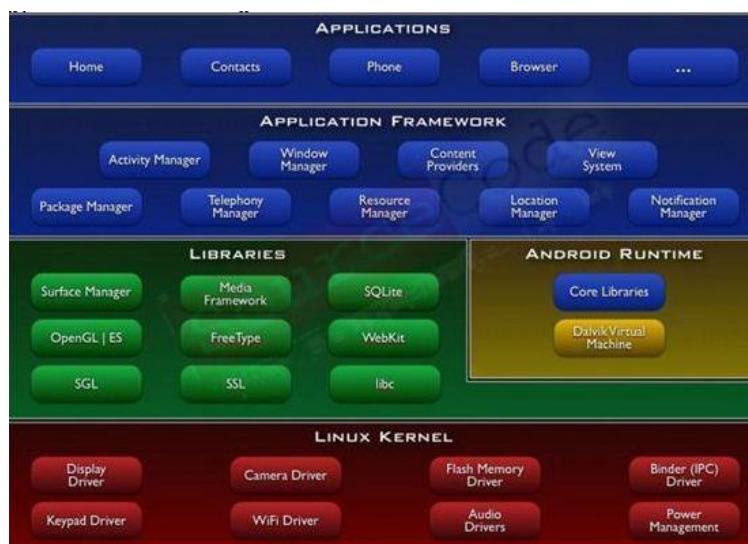 APPLICATIONS
Home
Contacts
Phone
Browser
...
APPLICATION FRAMEWORK
Activity Manager
Window
Manager
Content
Providers
View
System
Package Manager
Telephony
Manager
Resource
Manager
Location
Manager
Notification
Manager
LIBRARIES
Surface Manager
Media
Framework
SQLite
OpenGL | ES
FreeType
WebKit
SGL
SSL
libc
ANDROID RUNTIME
Core Libraries
Dalvik Virtual
Machine
LINUX KERNEL
Display
Driver
Camera Driver
Flash Memory
Driver
Binder (IPC)
Driver
Keypad Driver
WiFi Driver
Audio
Drivers
Power
Management